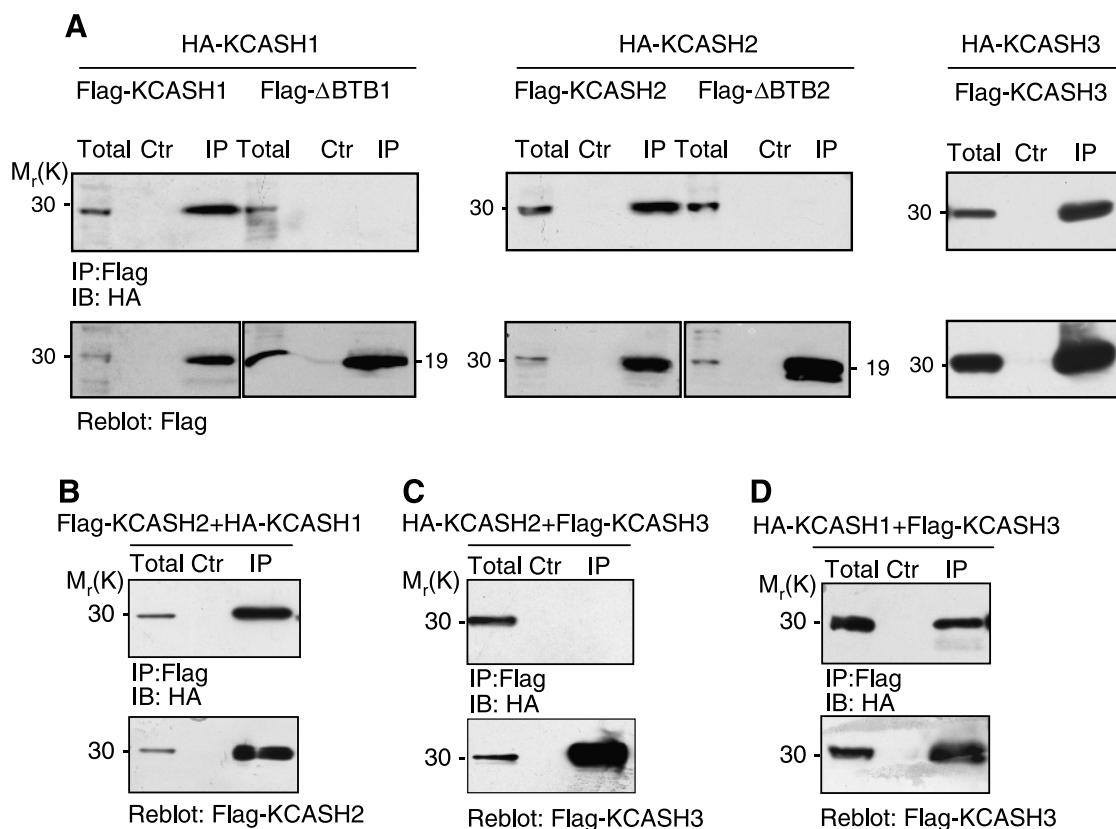 A
HA-KCASH1 HA-KCASH2 HA-KCASH3
Flag-KCASH1 Flag-ΔBTB1 Flag-KCASH2 Flag-ΔBTB2 Flag-KCASH3
Total Ctr IP Total Ctr IP Total Ctr IP Total Ctr IP Total Ctr IP
Mr(K)
30 30 30
IP:Flag
IB: HA
30 19 30 19 30
Reblot: Flag
B C D
Flag-KCASH2+HA-KCASH1 HA-KCASH2+Flag-KCASH3 HA-KCASH1+Flag-KCASH3
Total Ctr IP Total Ctr IP Total Ctr IP
Mr(K) Mr(K) Mr(K)
30 30 30
IP:Flag IP:Flag IP:Flag
IB: HA IB: HA IB: HA
30 30 30
Reblot: Flag-KCASH2 Reblot: Flag-KCASH3 Reblot: Flag-KCASH3